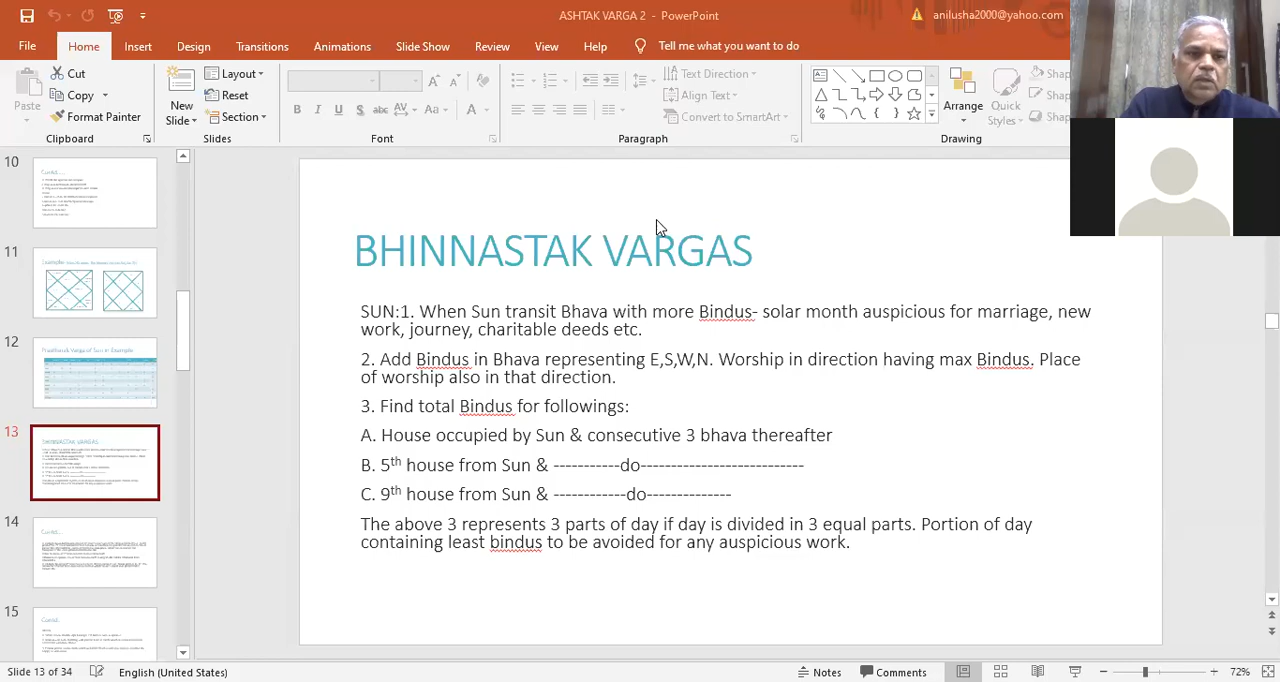 ASHTAK VARGA 2 - PowerPoint
anilusha2000@yahoo.com
File Home Insert Design Transitions Animations Slide Show Review View Help Tell me what you want to do
Paste
Cut
Copy
Format Painter
Clipboard
New
Slide
Layout
Reset
Section
Slides
B I U S abc AV Aa A
Font
Text Direction
Align Text
Convert to SmartArt
Paragraph
Arrange
Quick
Styles
Drawing
10
11
12
13
14
15
BHINNASTAK VARGAS
SUN:1. When Sun transit Bhava with more Bindus- solar month auspicious for marriage, new
work, journey, charitable deeds etc.
2. Add Bindus in Bhava repesenting E,S,W,N. Worship in direction having max Bindus. Place
of worship also in that direction.
3. Find total Bindus for followings:
A. House occupied by Sun & consecutive 3 bhava thereafter
B. 5th house from Sun & -----------do---------------------------
C. 9th house from Sun & ------------do--------------
The above 3 represents 3 parts of day if day is divided in 3 equal parts. Portion of day
containing least to be avoided for any auspicious work.
Slide 13 of 34 English (United States) Notes Comments 72%